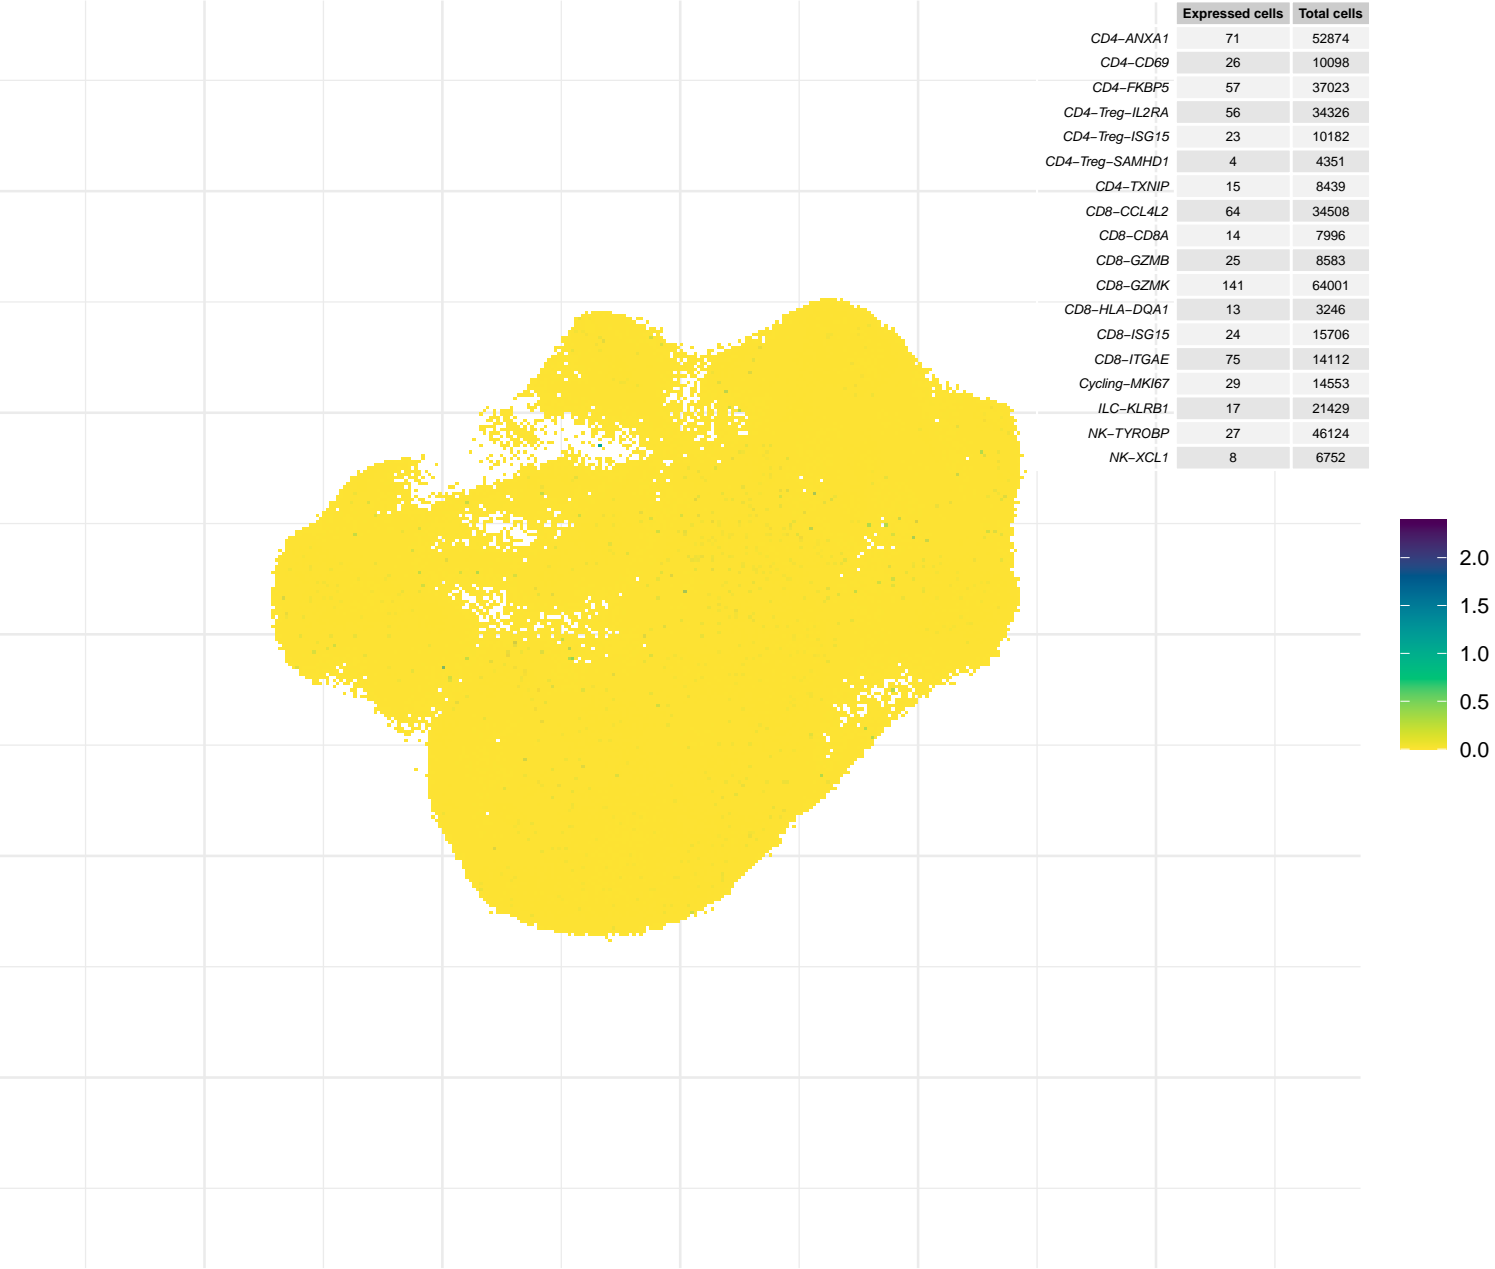 Expressed cells Total cells
CD4−ANXA1 71 52874
CD4−CD69 26 10098
CD4−FKBP5 57 37023
CD4−Treg−IL2RA 56 34326
CD4−Treg−ISG15 23 10182
CD4−Treg−SAMHD1 4 4351
CD4−TXNIP 15 8439
CD8−CCL4L2 64 34508
CD8−CD8A 14 7996
CD8−GZMB 25 8583
CD8−GZMK 141 64001
CD8−HLA−DQA1 13 3246
CD8−ISG15 24 15706
CD8−ITGAE 75 14112
Cycling−MKI67 29 14553
ILC−KLRB1 17 21429
NK−TYROBP 27 46124
NK−XCL1 8 6752
2.0
1.5
1.0
0.5
0.0